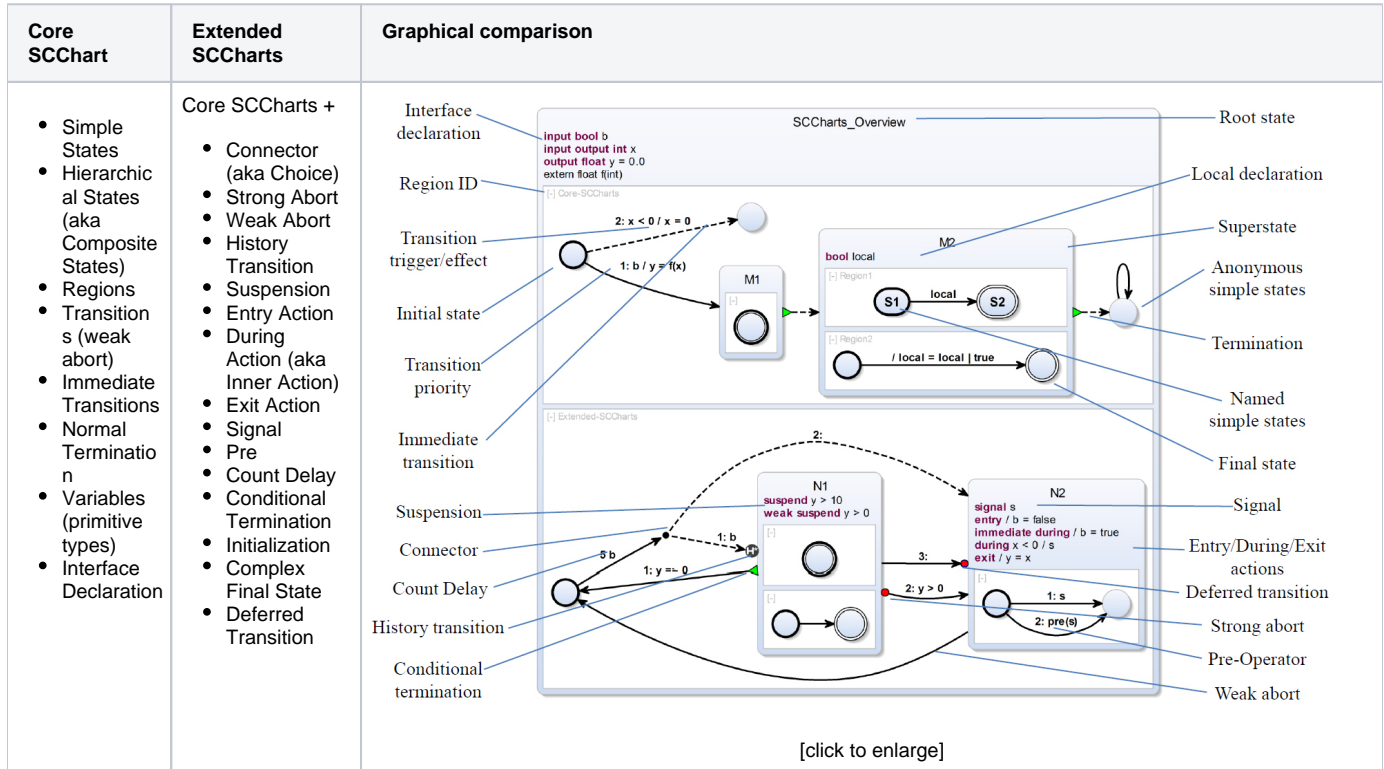 Core
SCChart
Extended
SCCharts
Graphical comparison
• Simple
States
• Hierarchic
al States
(aka
Composite
States)
• Regions
• Transition
s (weak
abort)
• Immediate
Transitions
• Normal
Terminatio
n
• Variables
(primitive
types)
• Interface
Declaration
Core SCCharts +
• Connector
(aka Choice)
• Strong Abort
• Weak Abort
• History
Transition
• Suspension
• Entry Action
• During
Action (aka
Inner Action)
• Exit Action
• Signal
• Pre
• Count Delay
• Conditional
Termination
• Initialization
• Complex
Final State
• Deferred
Transition
Interface
declaration
Region ID
Transition
trigger/effect
Initial state
Transition
priority
Immediate
transition
Suspension
Connector
Count Delay
History transition
Conditional
termination
SCCharts_Overview
input bool b
input output int x
output float y = 0.0
extern float f(int)
[-] Core-SCCharts
2: x < 0 / x = 0
1: b / y = f(x)
M1
[-]
M2
bool local
[-] Region1
S1
local
S2
[-] Region2
/ local = local | true
[-] Extended-SCCharts
2:
5 b
1: b
H
1: y == 0
N1
suspend y > 10
weak suspend y > 0
[-]
[-]
3:
2: y > 0
N2
signal s
entry / b = false
immediate during / b = true
during x < 0 / s
exit / y = x
[-]
1: s
2: pre(s)
Root state
Local declaration
Superstate
Anonymous
simple states
Termination
Named
simple states
Final state
Signal
Entry/During/Exit
actions
Deferred transition
Strong abort
Pre-Operator
Weak abort
[click to enlarge]